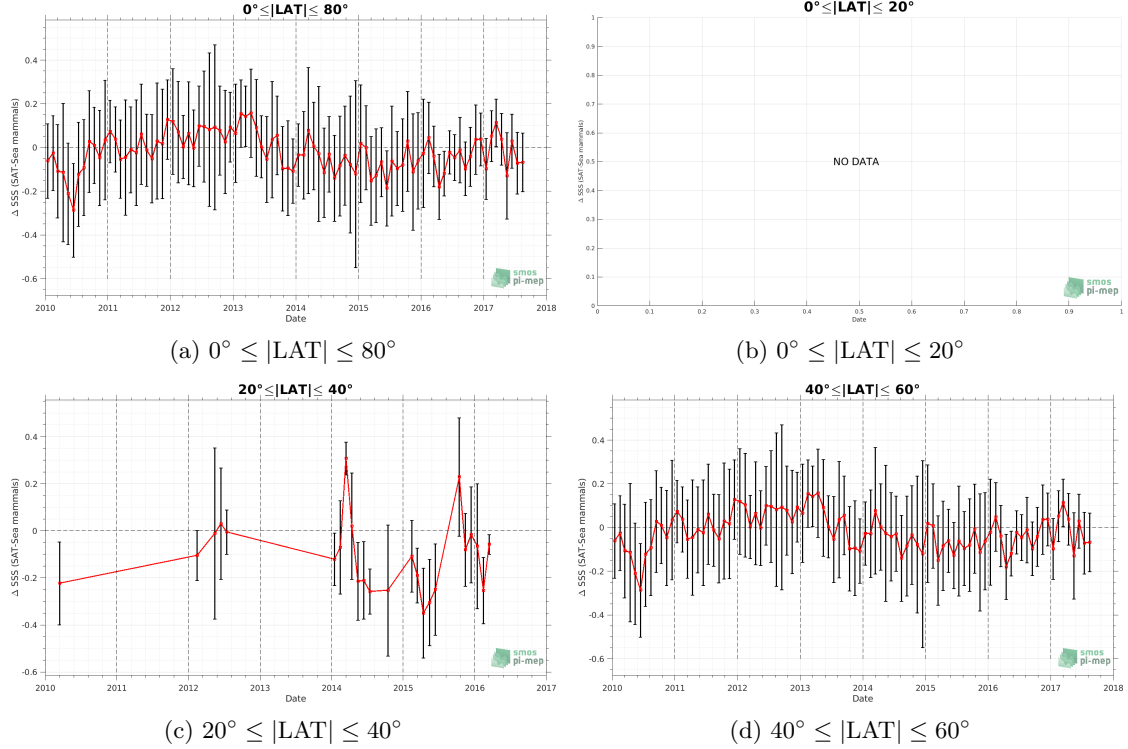 0°≤|LAT|≤ 80°
Δ SSS (SAT-Sea mammals)
0.4
0.2
0
-0.2
-0.4
-0.6
2010 2011 2012 2013 2014 2015 2016 2017 2018
Date
smos
pi-mep
(a) 0° ≤ |LAT| ≤ 80°
0°≤|LAT|≤ 20°
Δ SSS (SAT-Sea mammals)
1
0.9
0.8
0.7
0.6
0.5
0.4
0.3
0.2
0.1
0
NO DATA
0 0.1 0.2 0.3 0.4 0.5 0.6 0.7 0.8 0.9 1
Date
smos
pi-mep
(b) 0° ≤ |LAT| ≤ 20°
20°≤|LAT|≤ 40°
Δ SSS (SAT-Sea mammals)
0.4
0.2
0
-0.2
-0.4
-0.6
2010 2011 2012 2013 2014 2015 2016 2017
Date
smos
pi-mep
(c) 20° ≤ |LAT| ≤ 40°
40°≤|LAT|≤ 60°
Δ SSS (SAT-Sea mammals)
0.4
0.2
0
-0.2
-0.4
-0.6
2010 2011 2012 2013 2014 2015 2016 2017 2018
Date
smos
pi-mep
(d) 40° ≤ |LAT| ≤ 60°